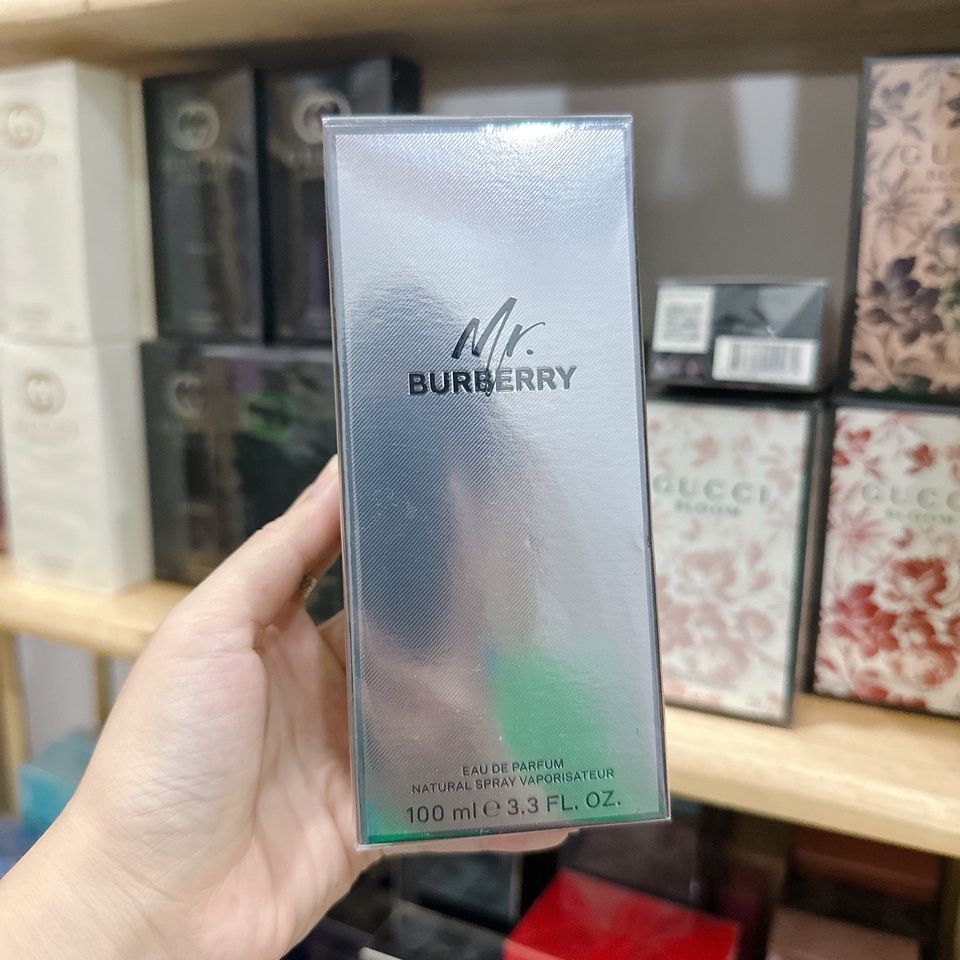 Mr.
BURBERRY
EAU DE PARFUM
NATURAL SPRAY VAPORISATEUR
100 ml ℮ 3.3 FL. OZ.
GUCCI
BLOOM
GUCCI
BLOOM